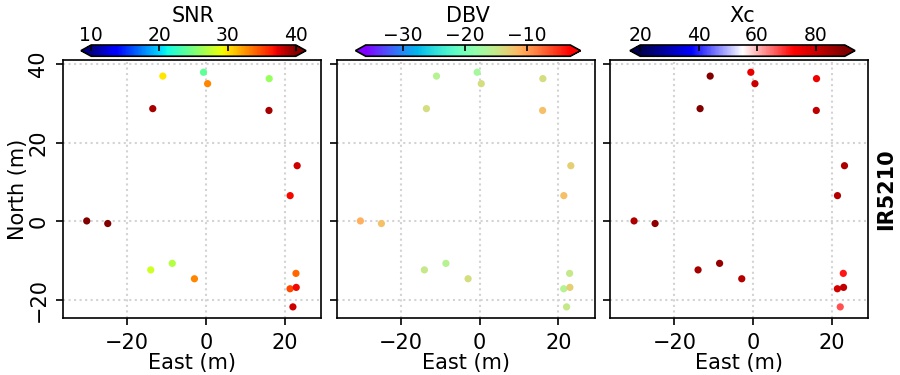 SNR DBV Xc
10 20 30 40 −30 −20 −10 20 40 60 80
40
20
0
−20
North (m)
IR5210
−20 0 20 −20 0 20 −20 0 20
East (m) East (m) East (m)